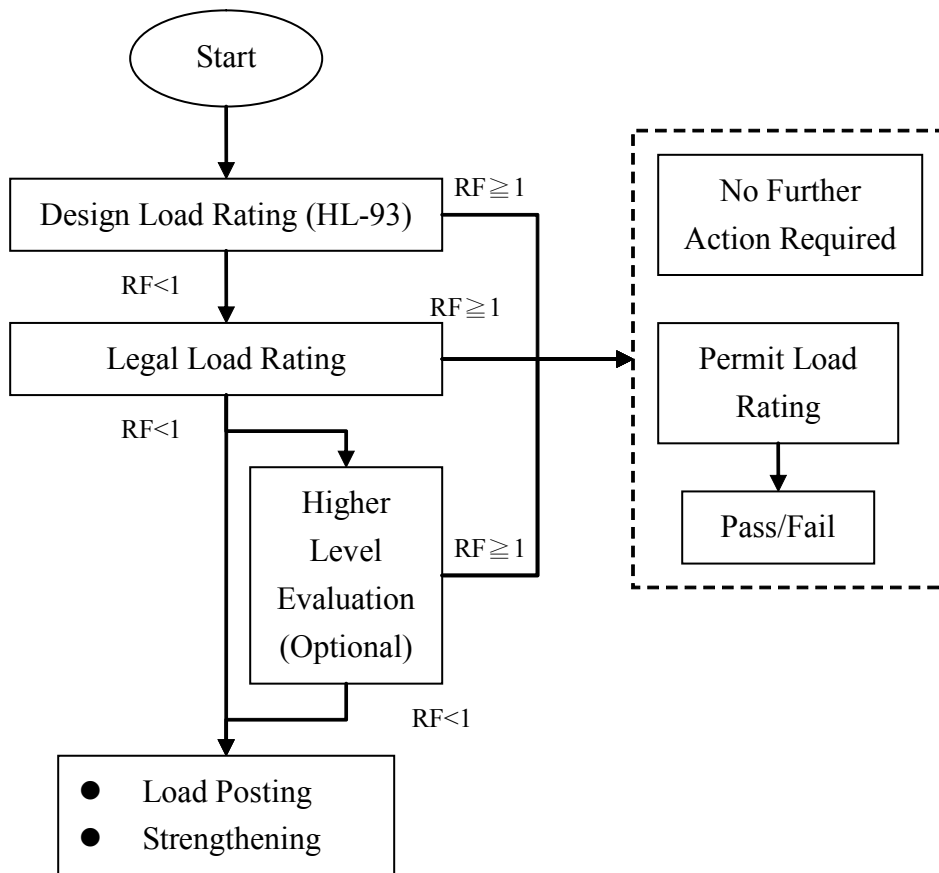 Start
Design Load Rating (HL-93)
RF≧1
RF<1
Legal Load Rating
RF≧1
RF<1
Higher
Level
Evaluation
(Optional)
RF≧1
RF<1
● Load Posting
● Strengthening
No Further
Action Required
Permit Load
Rating
Pass/Fail